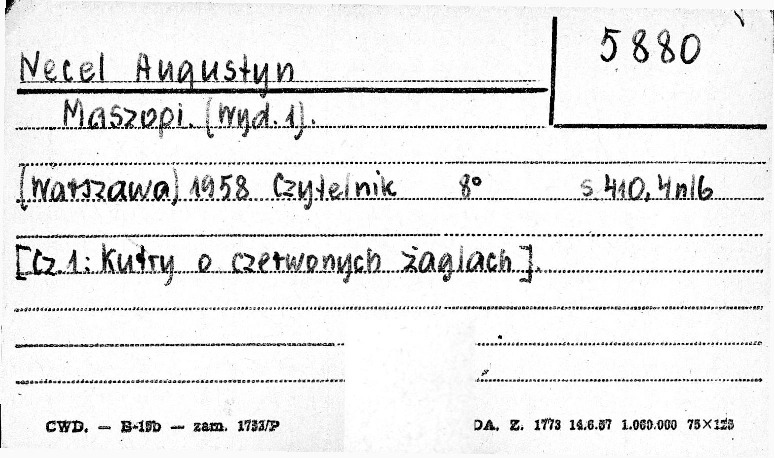 5880
Necel Augustyn
Maszopi. (Wyd. 1).
(Warszawa) 1958 Czytelnik 8° s 410, 4nlb
[Cz. 1: Kutry o czerwonych żaglach].
CWD. — B-15b — zam. 1733/P DA. Z. 1773 14.6.57 1.000.000 75×125